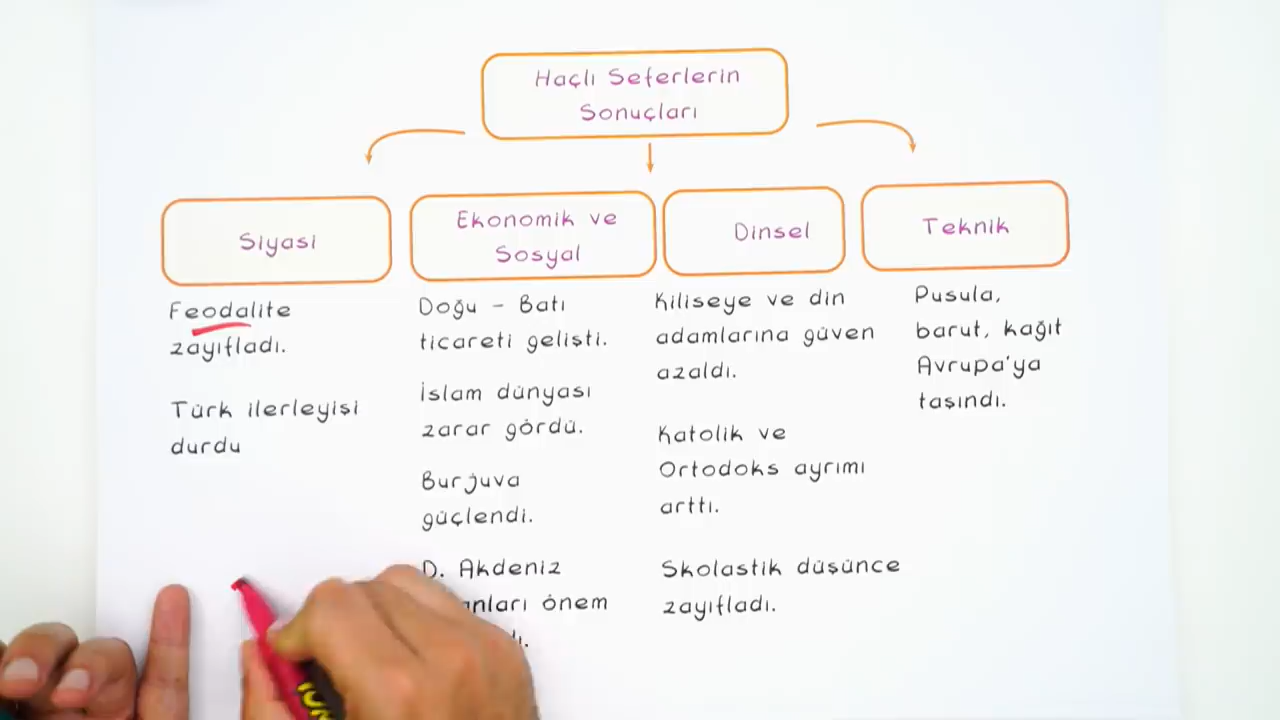 Haçlı Seferlerin
Sonuçları
Siyasi
Feodalite
zayıfladı.
Türk ilerleyişi
durdu
Ekonomik ve
Sosyal
Doğu - Batı
ticareti gelişti.
İslam dünyası
zarar gördü.
Burjuva
güçlendi.
D. Akdeniz
önem
Dinsel
Kiliseye ve din
adamlarına güven
azaldı.
Katolik ve
Ortodoks ayrımı
arttı.
Skolastik düşünce
zayıfladı.
Teknik
Pusula,
barut, kağıt
Avrupa'ya
taşındı.